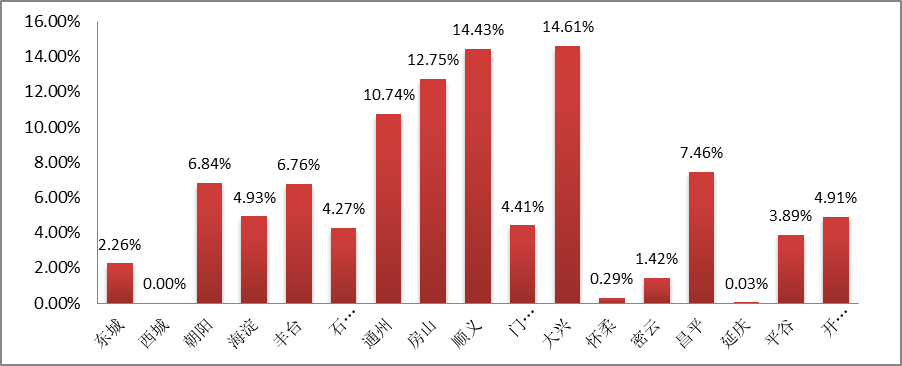 16.00%
14.00%
12.00%
10.00%
8.00%
6.00%
4.00%
2.00%
0.00%
2.26%
0.00%
6.84%
4.93%
6.76%
4.27%
10.74%
12.75%
14.43%
4.41%
14.61%
0.29%
1.42%
7.46%
0.03%
3.89%
4.91%
东城
西城
朝阳
海淀
丰台
石…
通州
房山
顺义
门…
大兴
怀柔
密云
昌平
延庆
平谷
开…